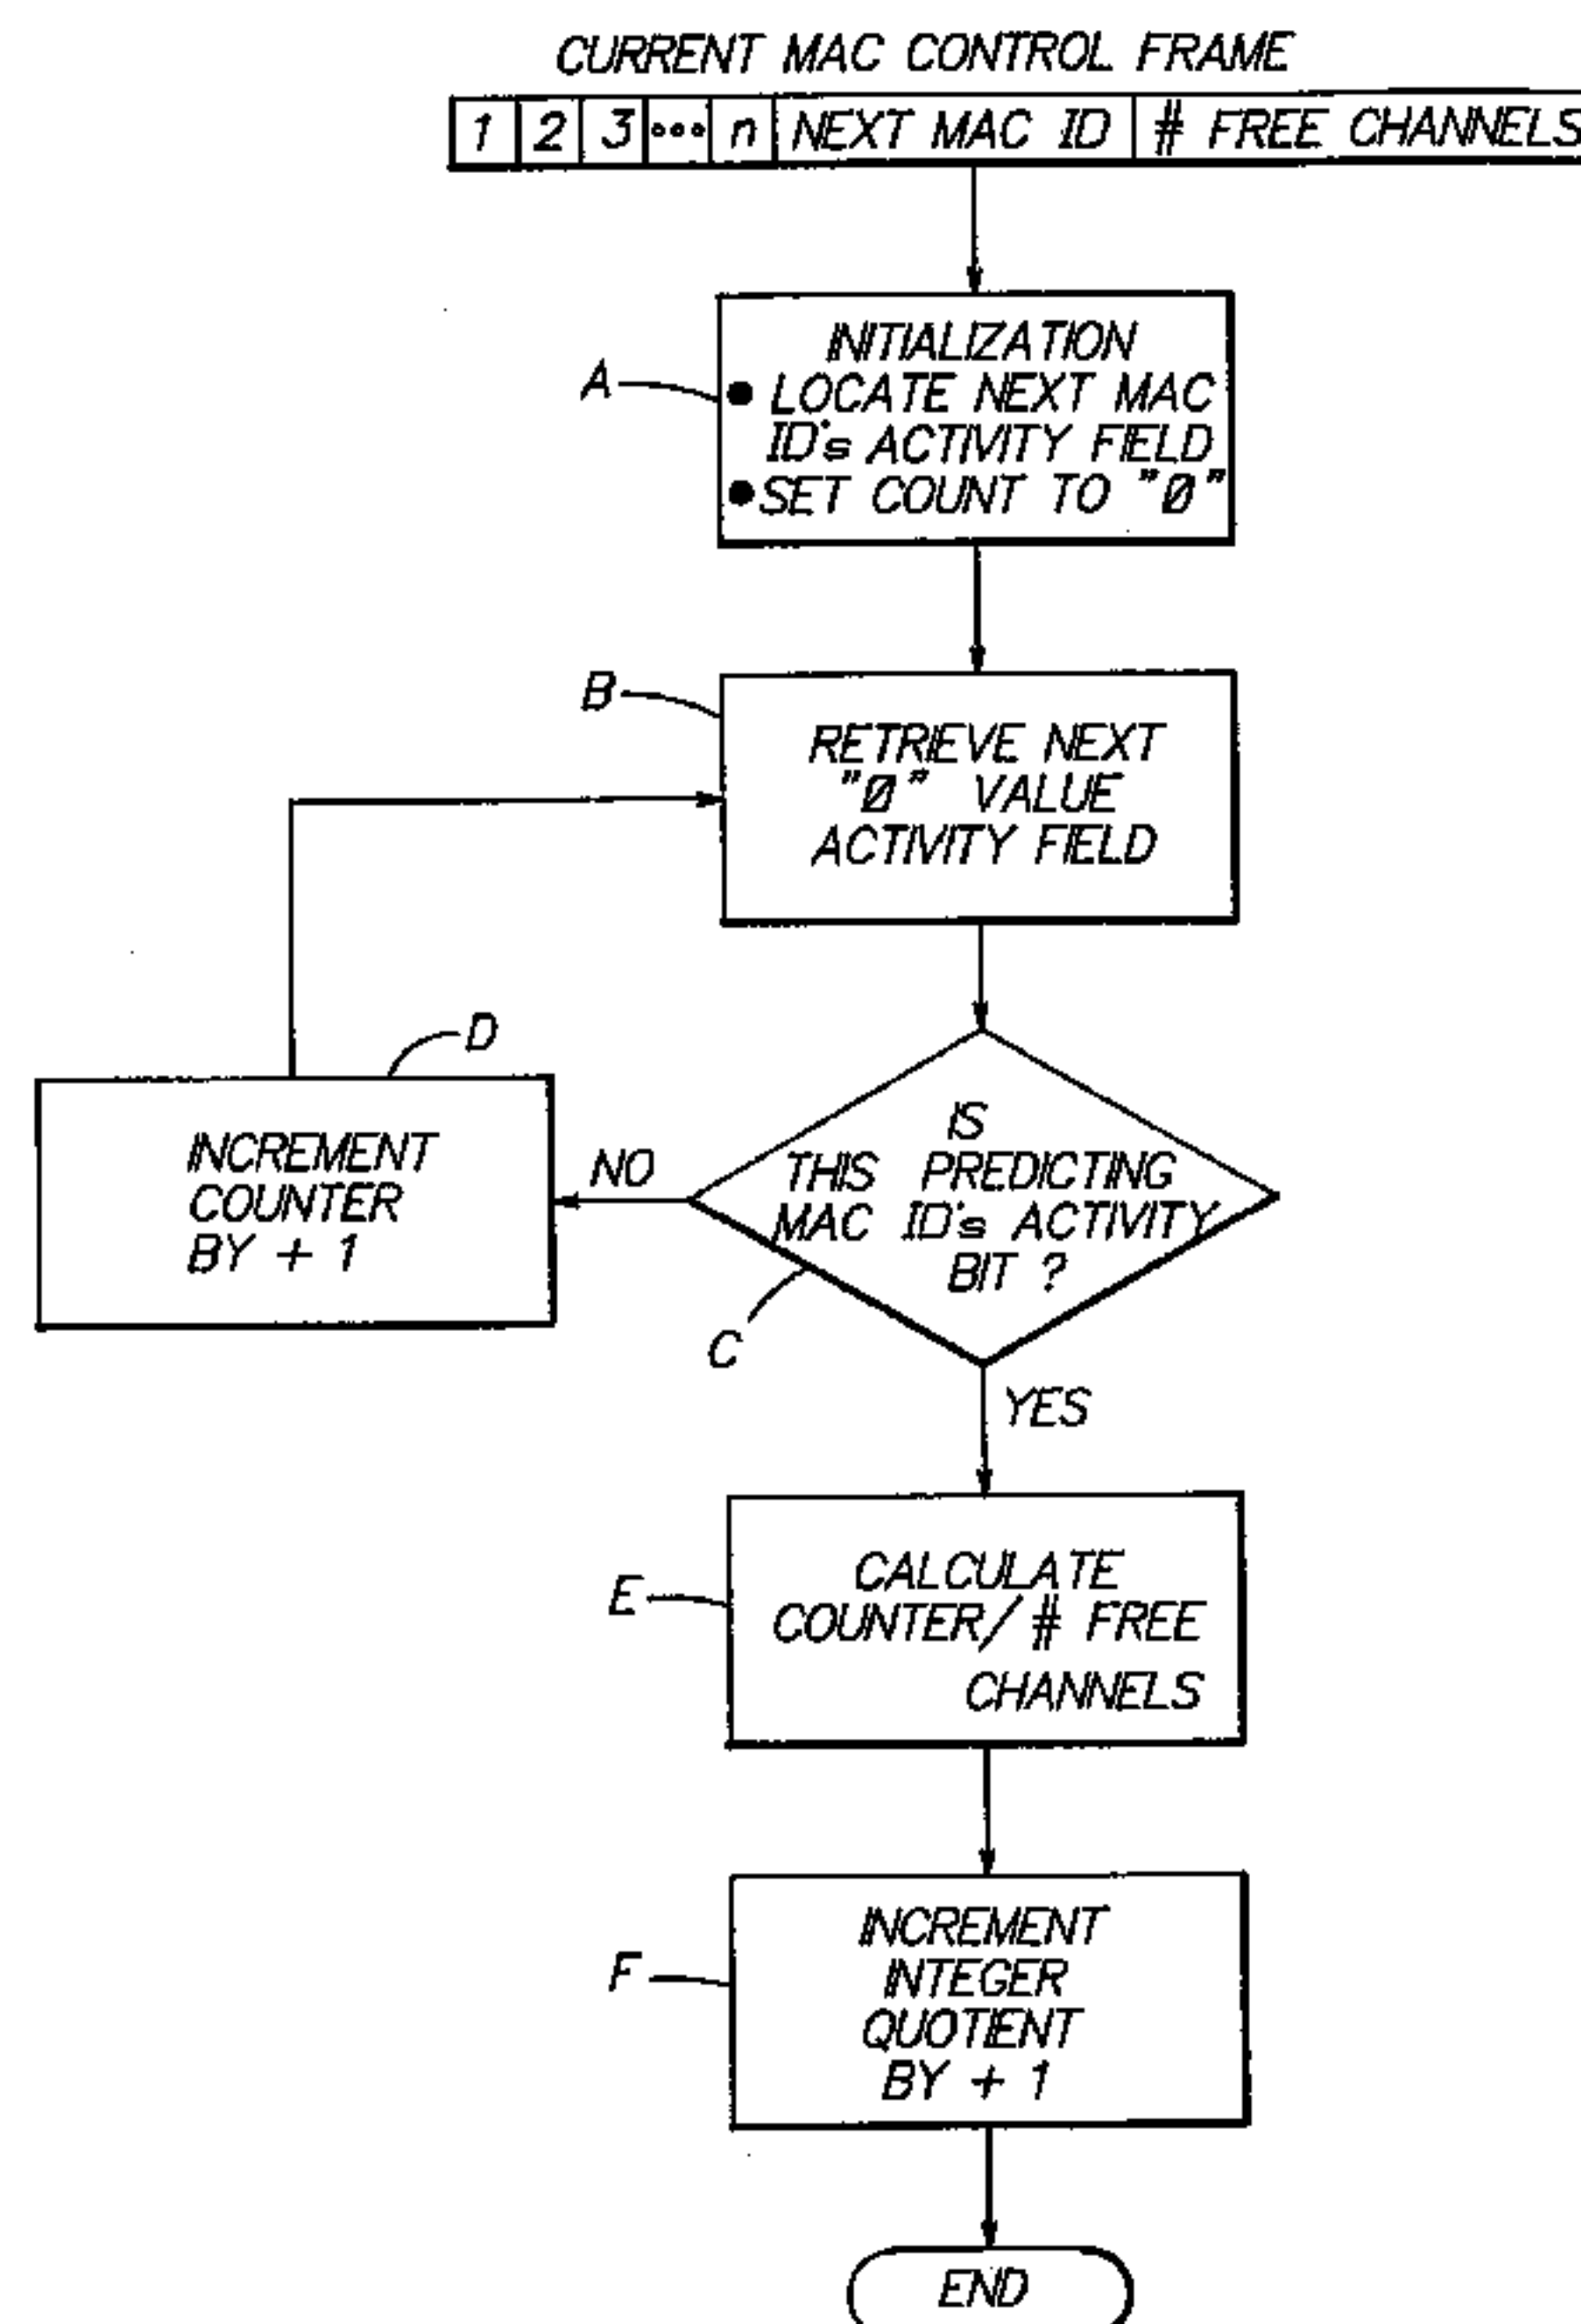 CURRENT MAC CONTROL FRAME
1 2 3 ••• n NEXT MAC ID # FREE CHANNELS
A
INITIALIZATION
● LOCATE NEXT MAC
ID's ACTIVITY FIELD
● SET COUNT TO "0"
B
RETRIEVE NEXT
"0" VALUE
ACTIVITY FIELD
D
INCREMENT
COUNTER
BY + 1
NO
IS
THIS PREDICTING
MAC ID's ACTIVITY
BIT ?
C
YES
E
CALCULATE
COUNTER/# FREE
CHANNELS
F
INCREMENT
INTEGER
QUOTIENT
BY + 1
END